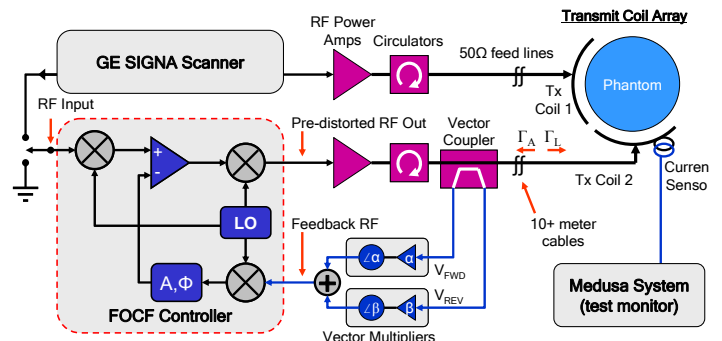 Transmit Coil Array
RF Power
Amps
Circulators
50Ω feed lines
GE SIGNA Scanner
Phantom
Tx
Coil 1
RF Input
Pre-distorted RF Out
Vector
Coupler
Γ_A Γ_L
+
-
Tx Coil 2
Curren
Senso
LO
Feedback RF
10+ meter
cables
∠α α
V_FWD
A,Φ
+
V_REV
∠β β
FOCF Controller
Vector Multipliers
Medusa System
(test monitor)